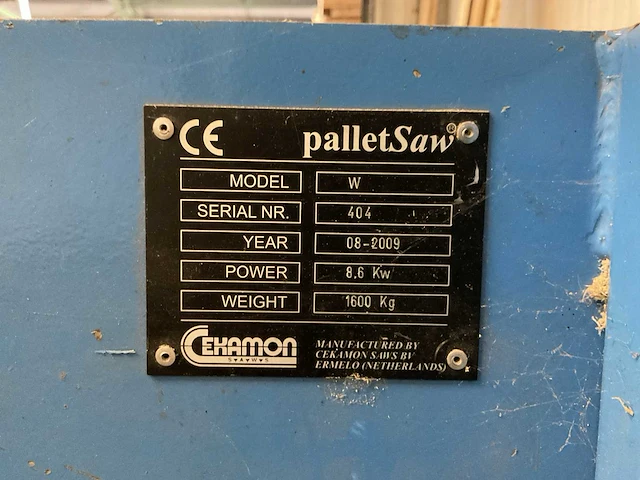 CE palletSaw®
MODEL W
SERIAL NR. 404
YEAR 08-2009
POWER 8.6 Kw
WEIGHT 1600 Kg
CEKAMON
S▾A▾W▾S
MANUFACTURED BY
CEKAMON SAWS BV
ERMELO (NETHERLANDS)